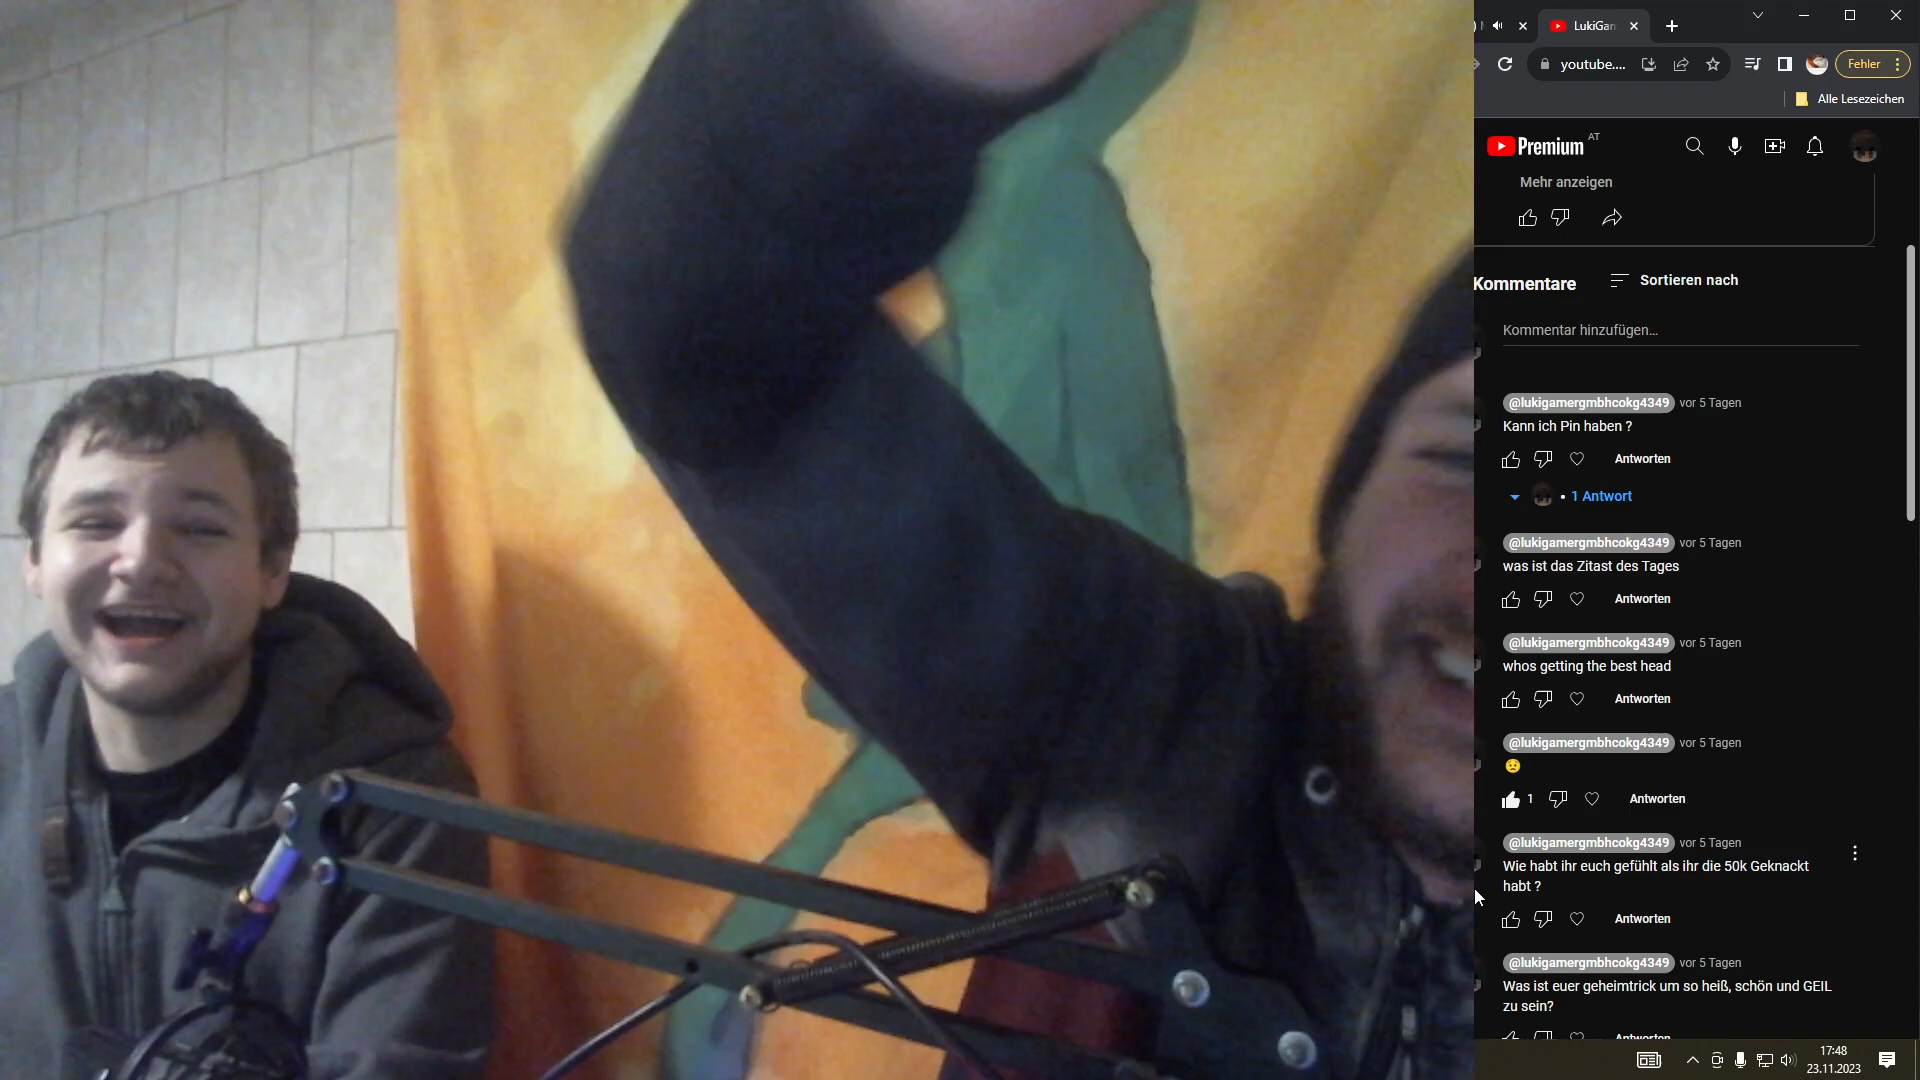 LukiGam
youtube....
Fehler
Alle Lesezeichen
Premium AT
Mehr anzeigen
Kommentare
Sortieren nach
Kommentar hinzufügen...
@lukigamergmbhcokg4349 vor 5 Tagen
Kann ich Pin haben ?
Antworten
• 1 Antwort
@lukigamergmbhcokg4349 vor 5 Tagen
was ist das Zitast des Tages
Antworten
@lukigamergmbhcokg4349 vor 5 Tagen
whos getting the best head
Antworten
@lukigamergmbhcokg4349 vor 5 Tagen
😟
1 Antworten
@lukigamergmbhcokg4349 vor 5 Tagen
Wie habt ihr euch gefühlt als ihr die 50k Geknackt
habt ?
Antworten
@lukigamergmbhcokg4349 vor 5 Tagen
Was ist euer geheimtrick um so heiß, schön und GEIL
zu sein?
Antworten
17:48
23.11.2023